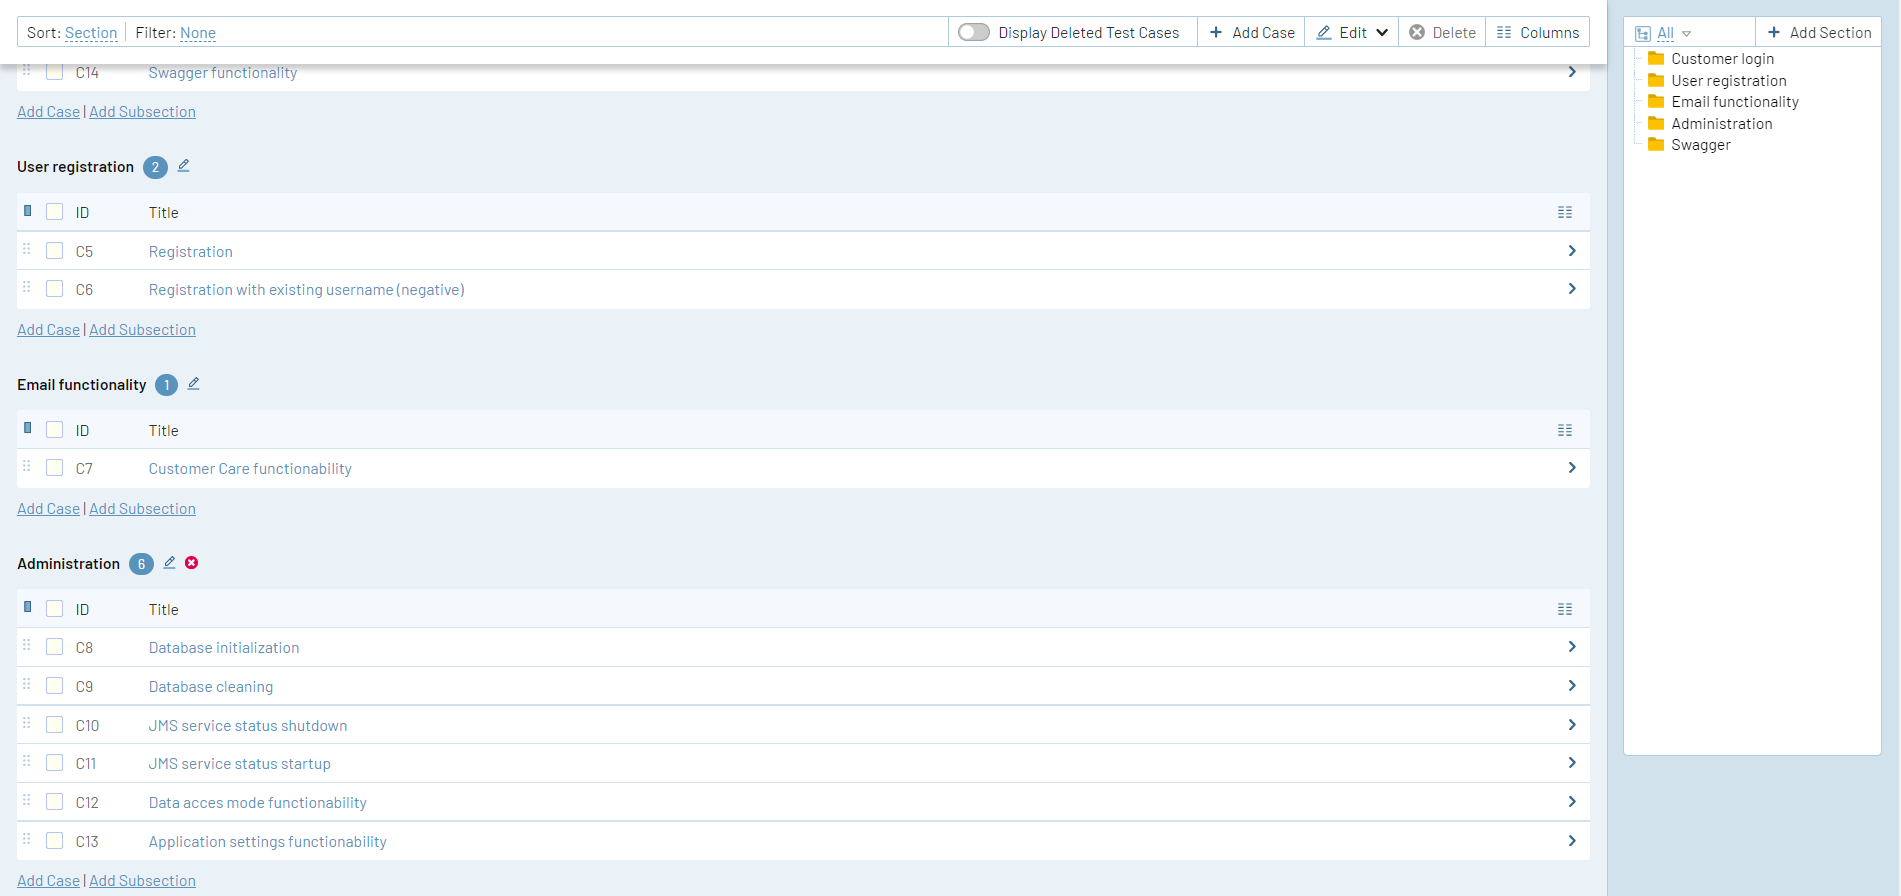 Sort: Section Filter: None Display Deleted Test Cases Add Case Edit Delete Columns
C14 Swagger functionality
Add Case | Add Subsection
User registration 2
ID Title
C5 Registration
C6 Registration with existing username (negative)
Add Case | Add Subsection
Email functionality 1
ID Title
C7 Customer Care functionability
Add Case | Add Subsection
Administration 6
ID Title
C8 Database initialization
C9 Database cleaning
C10 JMS service status shutdown
C11 JMS service status startup
C12 Data acces mode functionability
C13 Application settings functionability
Add Case | Add Subsection
All Add Section
Customer login
User registration
Email functionality
Administration
Swagger